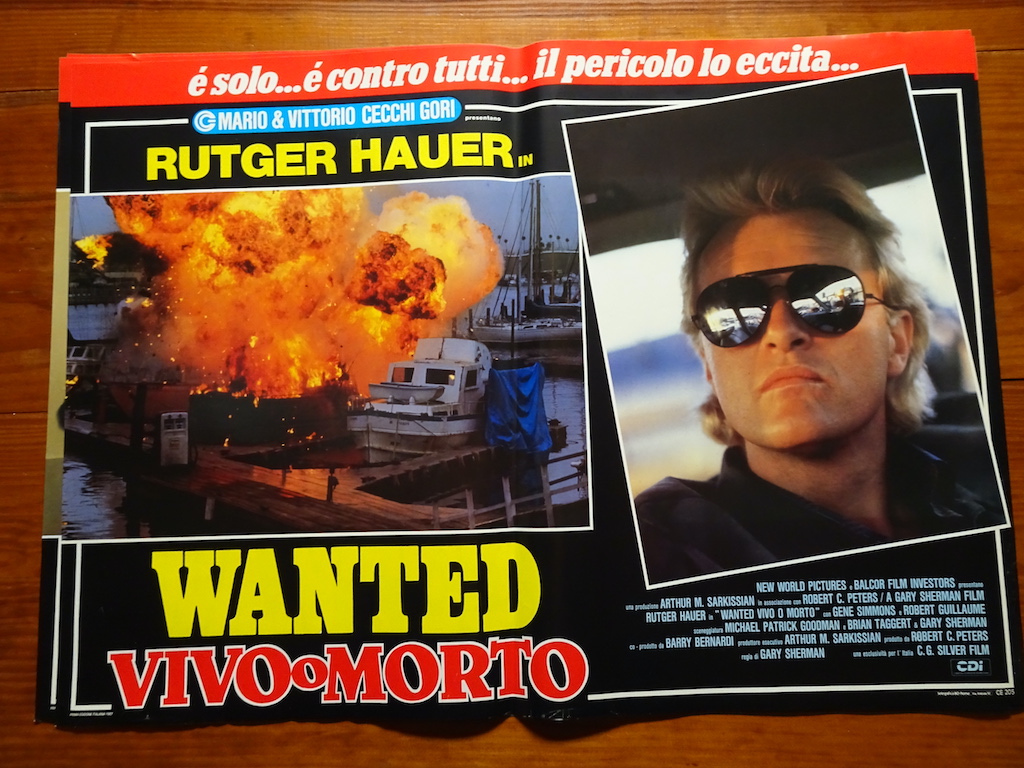 é solo...é contro tutti... il pericolo lo eccita...
CG MARIO & VITTORIO CECCHI GORI presentano
RUTGER HAUER IN
WANTED
VIVO o MORTO
NEW WORLD PICTURES e BALCOR FILM INVESTORS presentano
una produzione ARTHUR M. SARKISSIAN in associazione con ROBERT C. PETERS / A GARY SHERMAN FILM
RUTGER HAUER in "WANTED VIVO O MORTO" con GENE SIMMONS e ROBERT GUILLAUME
sceneggiatura MICHAEL PATRICK GOODMAN, BRIAN TAGGERT & GARY SHERMAN
co-prodotto da BARRY BERNARDI produttore esecutivo ARTHUR M. SARKISSIAN prodotto da ROBERT C. PETERS
regia di GARY SHERMAN una esclusività per l'Italia C.G. SILVER FILM
CDi
CE 205